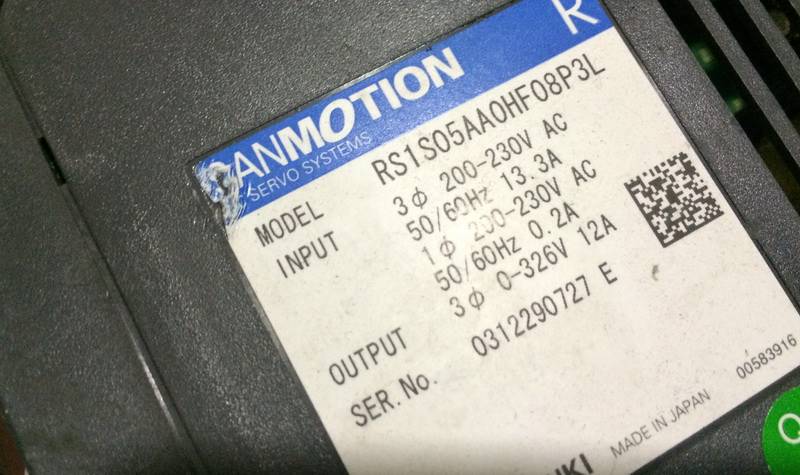 SANMOTION R
SERVO SYSTEMS
MODEL RS1S05AA0HF08P3L
INPUT 3ϕ 200-230V AC
50/60Hz 13.3A
1ϕ 200-230V AC
50/60Hz 0.2A
OUTPUT 3ϕ 0-326V 12A
SER.No. 0312290727 E
MADE IN JAPAN 00583916